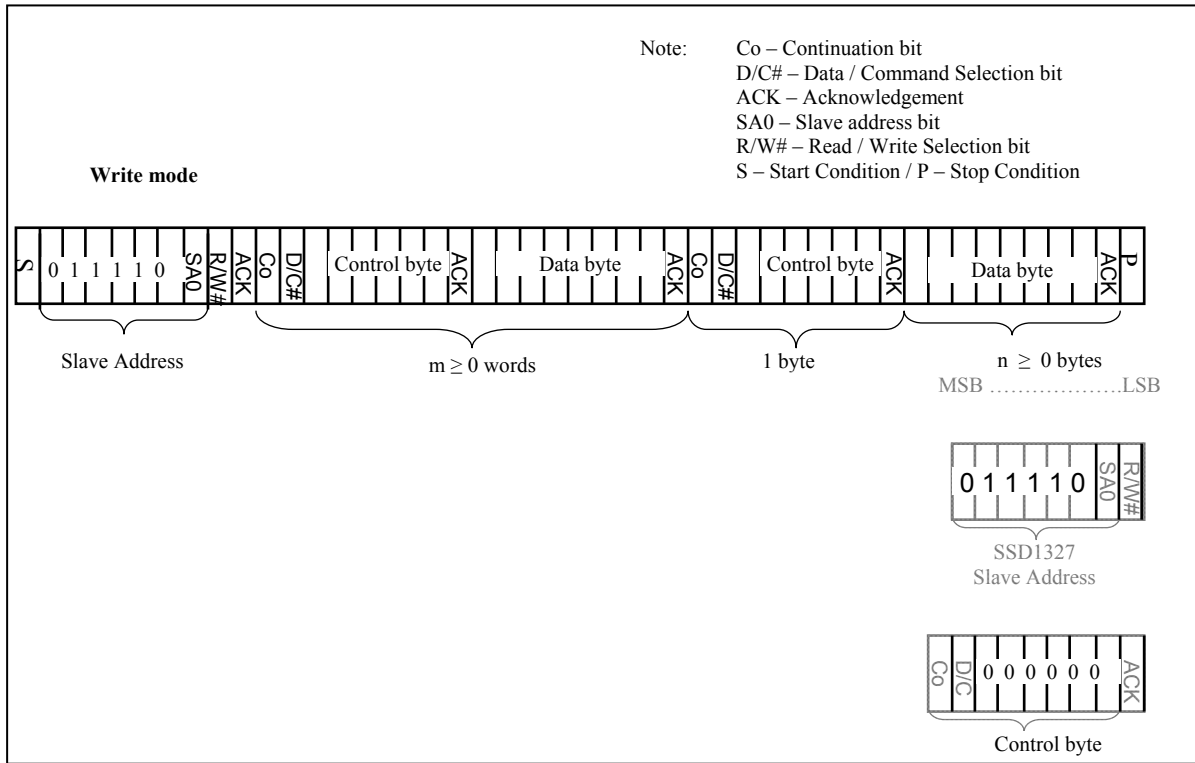 Note: Co – Continuation bit
D/C# – Data / Command Selection bit
ACK – Acknowledgement
SA0 – Slave address bit
R/W# – Read / Write Selection bit
S – Start Condition / P – Stop Condition
Write mode
S 0 1 1 1 1 0 SA0 R/W# ACK Co D/C# Control byte ACK Data byte ACK Co D/C# Control byte ACK Data byte ACK P
Slave Address m ≥ 0 words 1 byte n ≥ 0 bytes
MSB ………………….LSB
0 1 1 1 1 0 SA0 R/W#
SSD1327
Slave Address
Co D/C 0 0 0 0 0 0 ACK
Control byte